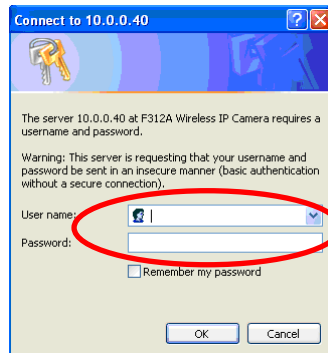 Connect to 10.0.0.40
The server 10.0.0.40 at F312A Wireless IP Camera requires a
username and password.
Warning: This server is requesting that your username and
password be sent in an insecure manner (basic authentication
without a secure connection).
User name:
Password:
Remember my password
OK
Cancel